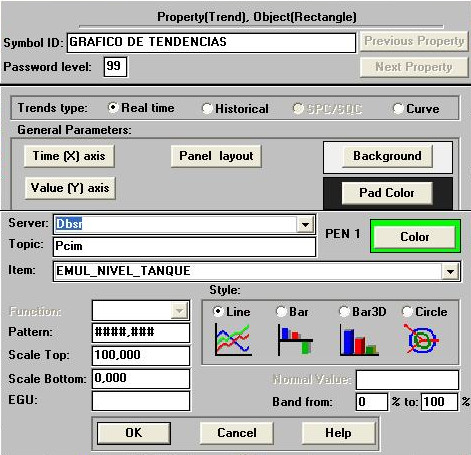 Property(Trend), Object(Rectangle)
Symbol ID: GRAFICO DE TENDENCIAS Previous Property
Password level: 99 Next Property
Trends type: Real time Historical SPC/SQC Curve
General Parameters:
Time (X) axis Panel layout Background
Value (Y) axis Pad Color
Server: Dbsr PEN 1 Color
Topic: Pcim
Item: EMUL_NIVEL_TANQUE
Style:
Function: Line Bar Bar3D Circle
Pattern: ####,###
Scale Top: 100,000
Scale Bottom: 0,000 Normal Value:
EGU: Band from: 0 % to: 100 %
OK Cancel Help